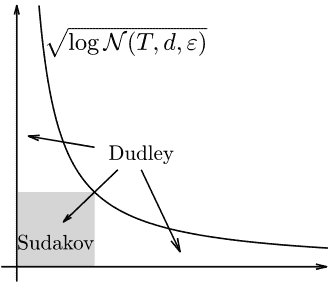 √log 𝒩(T, d, ε)
Dudley
Sudakov